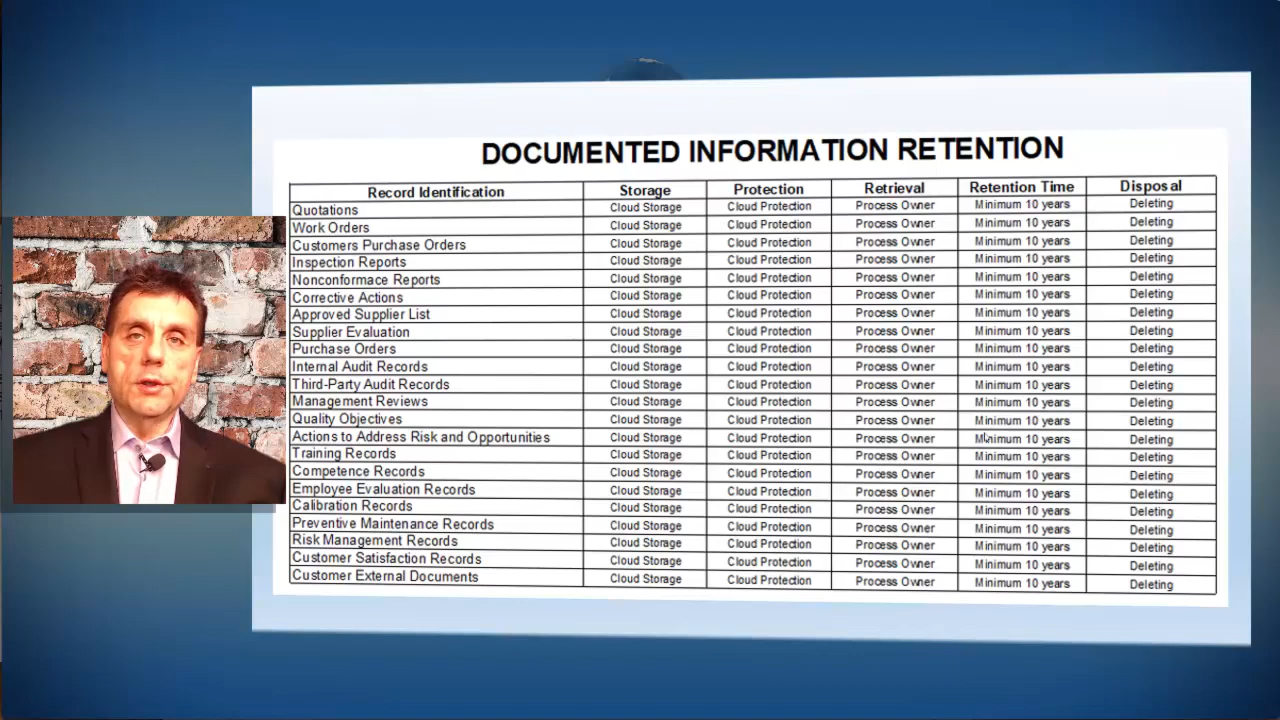 DOCUMENTED INFORMATION RETENTION
Record Identification Storage Protection Retrieval Retention Time Disposal
Quotations Cloud Storage Cloud Protection Process Owner Minimum 10 years Deleting
Work Orders Cloud Storage Cloud Protection Process Owner Minimum 10 years Deleting
Customers Purchase Orders Cloud Storage Cloud Protection Process Owner Minimum 10 years Deleting
Inspection Reports Cloud Storage Cloud Protection Process Owner Minimum 10 years Deleting
Nonconformace Reports Cloud Storage Cloud Protection Process Owner Minimum 10 years Deleting
Corrective Actions Cloud Storage Cloud Protection Process Owner Minimum 10 years Deleting
Approved Supplier List Cloud Storage Cloud Protection Process Owner Minimum 10 years Deleting
Supplier Evaluation Cloud Storage Cloud Protection Process Owner Minimum 10 years Deleting
Purchase Orders Cloud Storage Cloud Protection Process Owner Minimum 10 years Deleting
Internal Audit Records Cloud Storage Cloud Protection Process Owner Minimum 10 years Deleting
Third-Party Audit Records Cloud Storage Cloud Protection Process Owner Minimum 10 years Deleting
Management Reviews Cloud Storage Cloud Protection Process Owner Minimum 10 years Deleting
Quality Objectives Cloud Storage Cloud Protection Process Owner Minimum 10 years Deleting
Actions to Address Risk and Opportunities Cloud Storage Cloud Protection Process Owner Minimum 10 years Deleting
Training Records Cloud Storage Cloud Protection Process Owner Minimum 10 years Deleting
Competence Records Cloud Storage Cloud Protection Process Owner Minimum 10 years Deleting
Employee Evaluation Records Cloud Storage Cloud Protection Process Owner Minimum 10 years Deleting
Calibration Records Cloud Storage Cloud Protection Process Owner Minimum 10 years Deleting
Preventive Maintenance Records Cloud Storage Cloud Protection Process Owner Minimum 10 years Deleting
Risk Management Records Cloud Storage Cloud Protection Process Owner Minimum 10 years Deleting
Customer Satisfaction Records Cloud Storage Cloud Protection Process Owner Minimum 10 years Deleting
Customer External Documents Cloud Storage Cloud Protection Process Owner Minimum 10 years Deleting